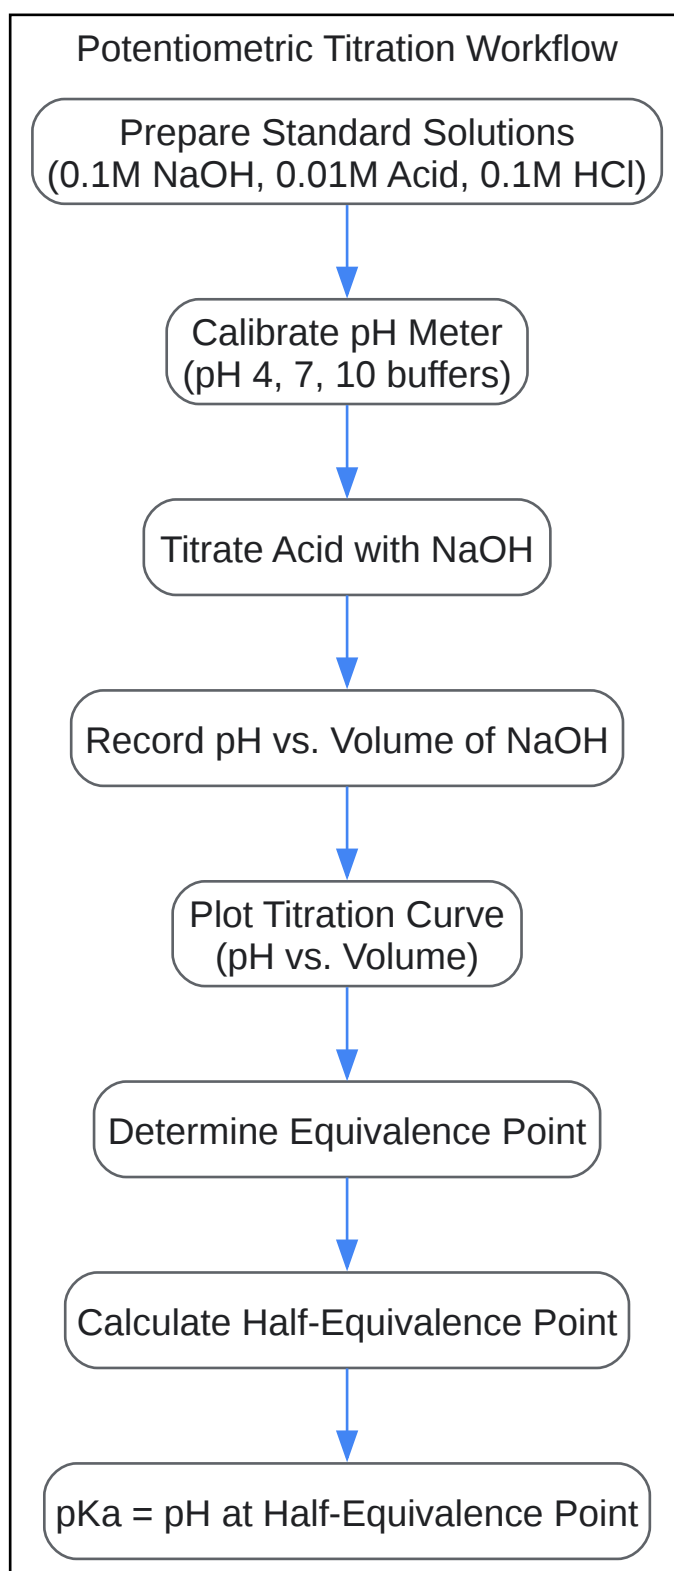 Potentiometric Titration Workflow
Prepare Standard Solutions
(0.1M NaOH, 0.01M Acid, 0.1M HCl)
Calibrate pH Meter
(pH 4, 7, 10 buffers)
Titrate Acid with NaOH
Record pH vs. Volume of NaOH
Plot Titration Curve
(pH vs. Volume)
Determine Equivalence Point
Calculate Half-Equivalence Point
pKa = pH at Half-Equivalence Point